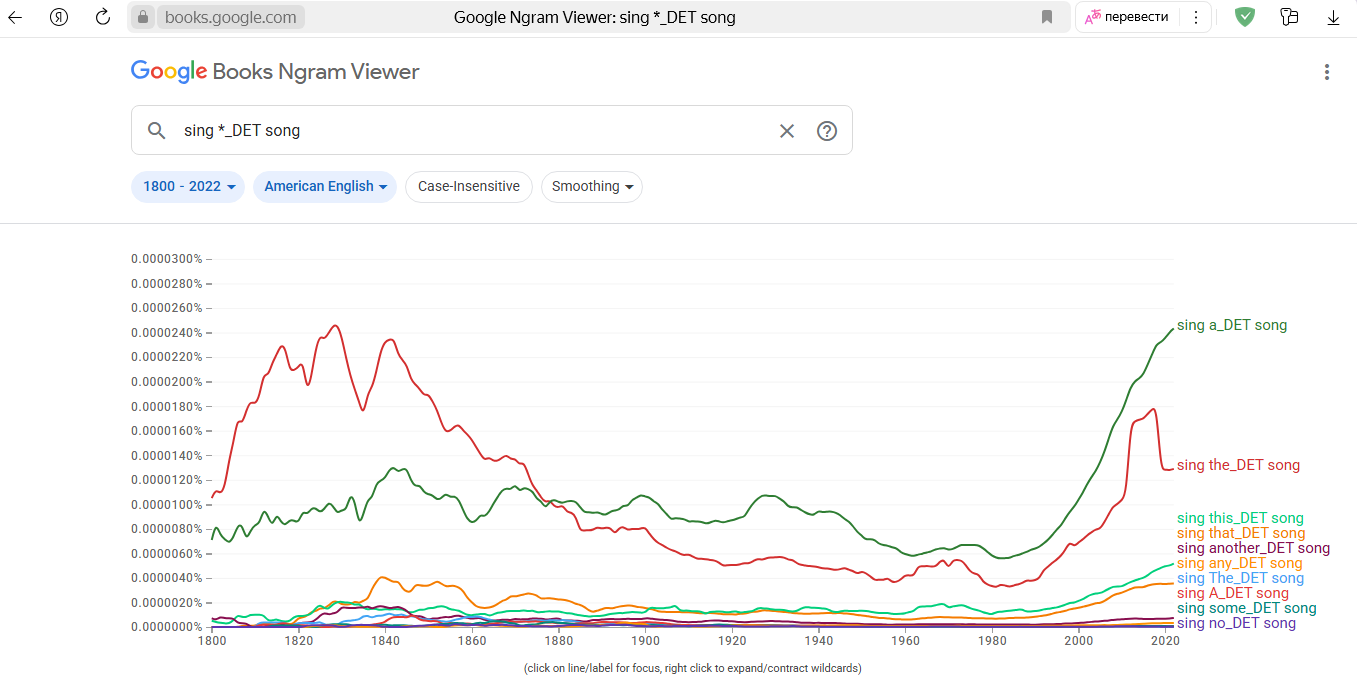 books.google.com Google Ngram Viewer: sing *_DET song перевести
Google Books Ngram Viewer
sing *_DET song
1800 - 2022 American English Case-Insensitive Smoothing
0.0000300%
0.0000280%
0.0000260%
0.0000240%
0.0000220%
0.0000200%
0.0000180%
0.0000160%
0.0000140%
0.0000120%
0.0000100%
0.0000080%
0.0000060%
0.0000040%
0.0000020%
0.0000000%
1800 1820 1840 1860 1880 1900 1920 1940 1960 1980 2000 2020
sing a_DET song
sing the_DET song
sing this_DET song
sing that_DET song
sing another_DET song
sing any_DET song
sing The_DET song
sing A_DET song
sing some_DET song
sing no_DET song
(click on line/label for focus, right click to expand/contract wildcards)